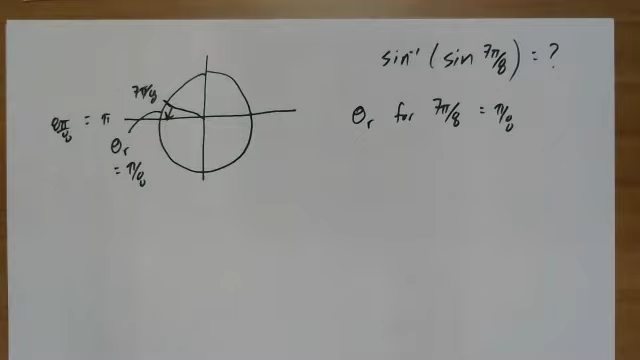 sin⁻¹ ( sin 7π/8 ) = ?
7π/8
8π/8 = π
θr
= π/8
θr for 7π/8 = π/8